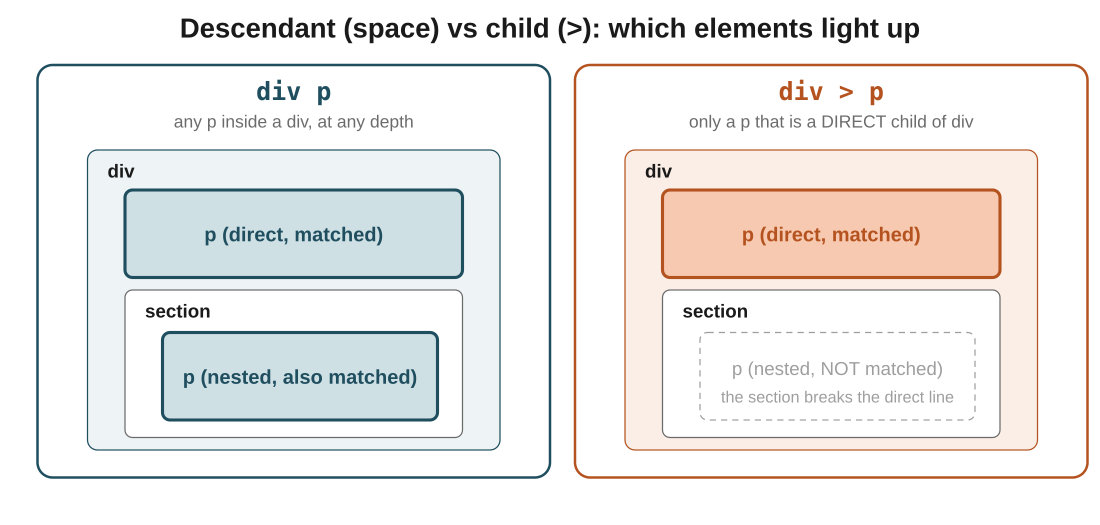 Descendant (space) vs child (>): which elements light up
div p
any p inside a div, at any depth
div
p (direct, matched)
section
p (nested, also matched)
div > p
only a p that is a DIRECT child of div
div
p (direct, matched)
section
p (nested, NOT matched)
the section breaks the direct line